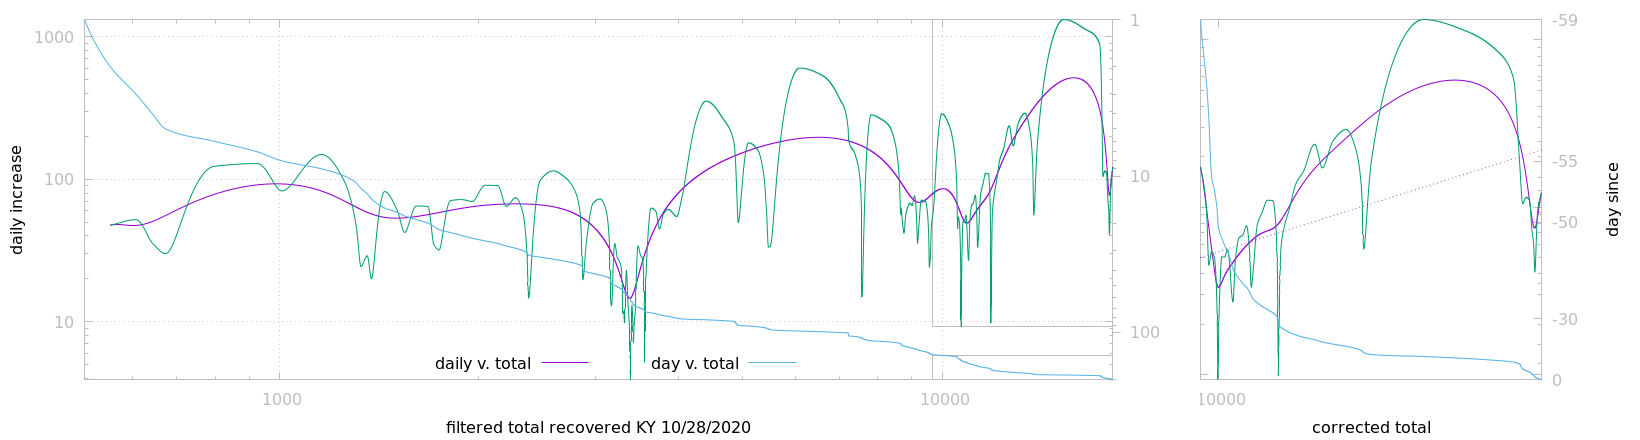 1000
100
10
daily increase
1000
10000
filtered total recovered KY 10/28/2020
daily v. total
day v. total
1
10
100
10000
corrected total
-59
-55
-50
-30
0
day since